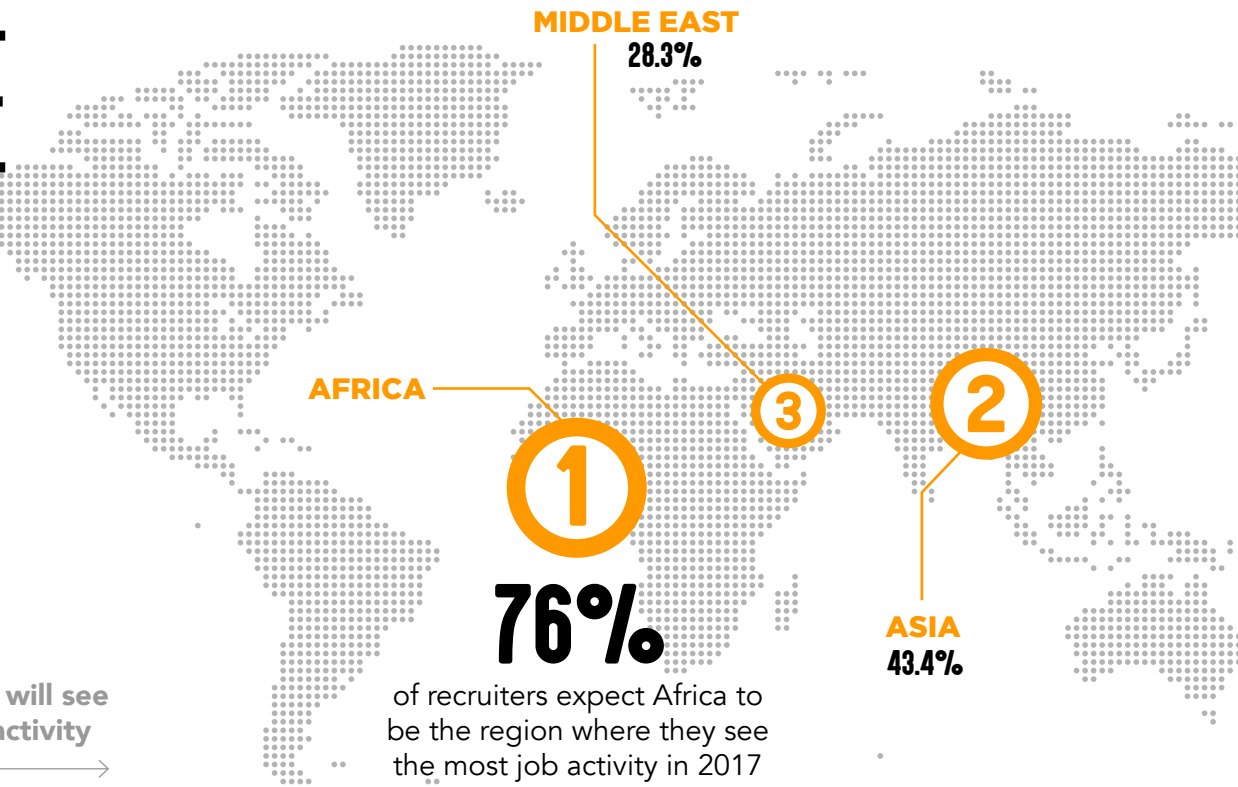 MIDDLE EAST
28.3%
AFRICA
3
2
1
76%
of recruiters expect Africa to
be the region where they see
the most job activity in 2017
ASIA
43.4%
will see
activity